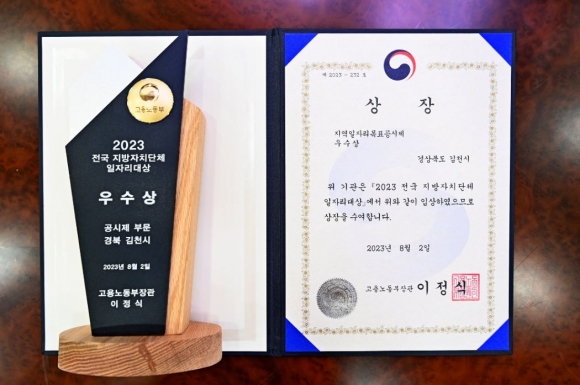 고용노동부
2023
전국 지방자치단체
일자리대상
우수상
공시제 부문
경북 김천시
2023년 8월 2일
고용노동부장관
이 정 식
제 2023 - 232 호
상 장
지역일자리목표공시제
우수상
경상북도 김천시
위 기관은 「2023 전국 지방자치단체
일자리대상」에서 위와 같이 입상하였으므로
상장을 수여합니다.
2023년 8월 2일
고용노동부장관 이 정 식